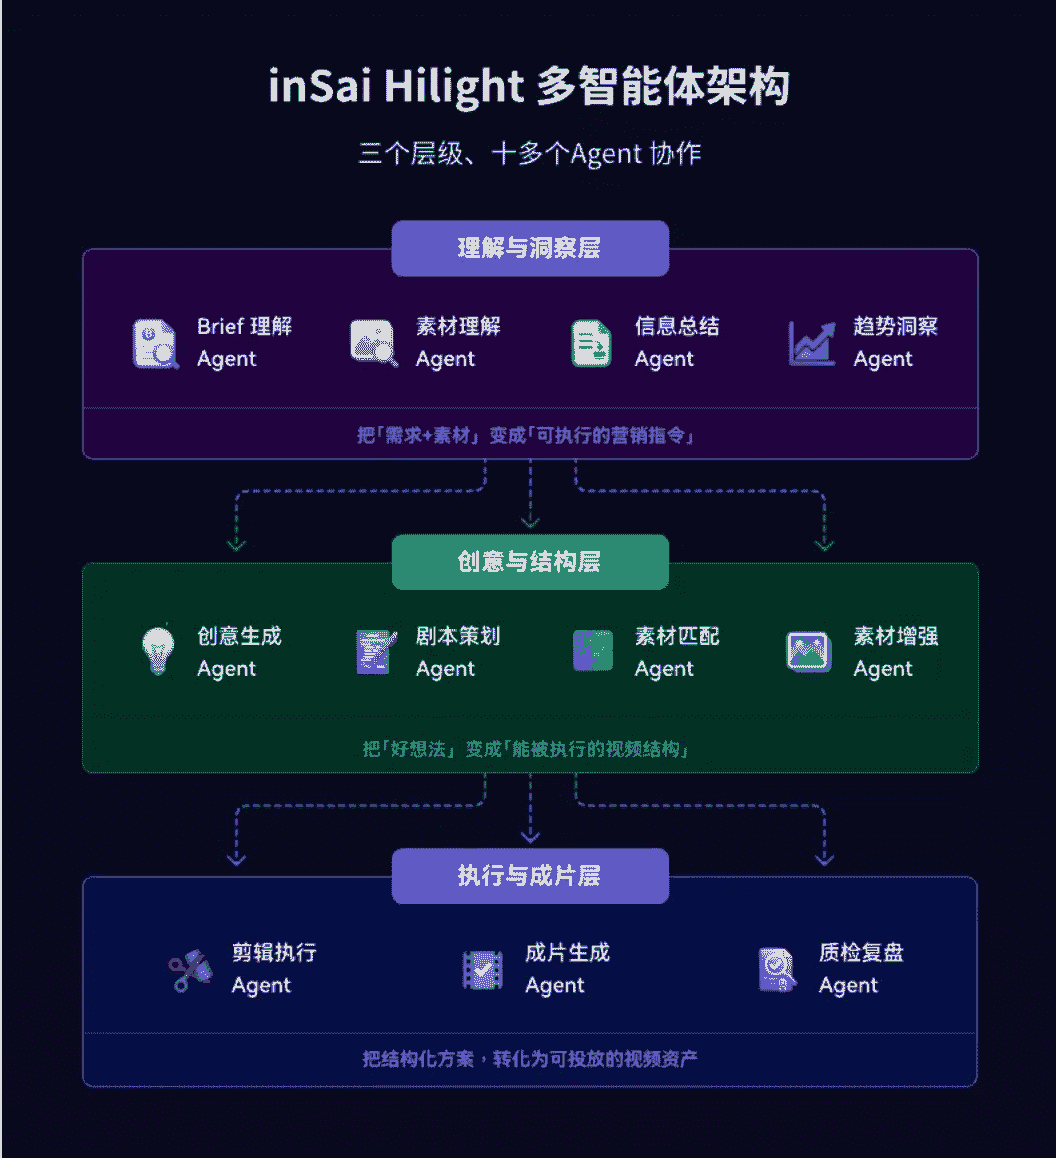 inSai Hilight 多智能体架构
三个层级、十多个Agent 协作
理解与洞察层
Brief 理解
Agent
素材理解
Agent
信息总结
Agent
趋势洞察
Agent
把「需求+素材」变成「可执行的营销指令」
创意与结构层
创意生成
Agent
剧本策划
Agent
素材匹配
Agent
素材增强
Agent
把「好想法」变成「能被执行的视频结构」
执行与成片层
剪辑执行
Agent
成片生成
Agent
质检复盘
Agent
把结构化方案，转化为可投放的视频资产